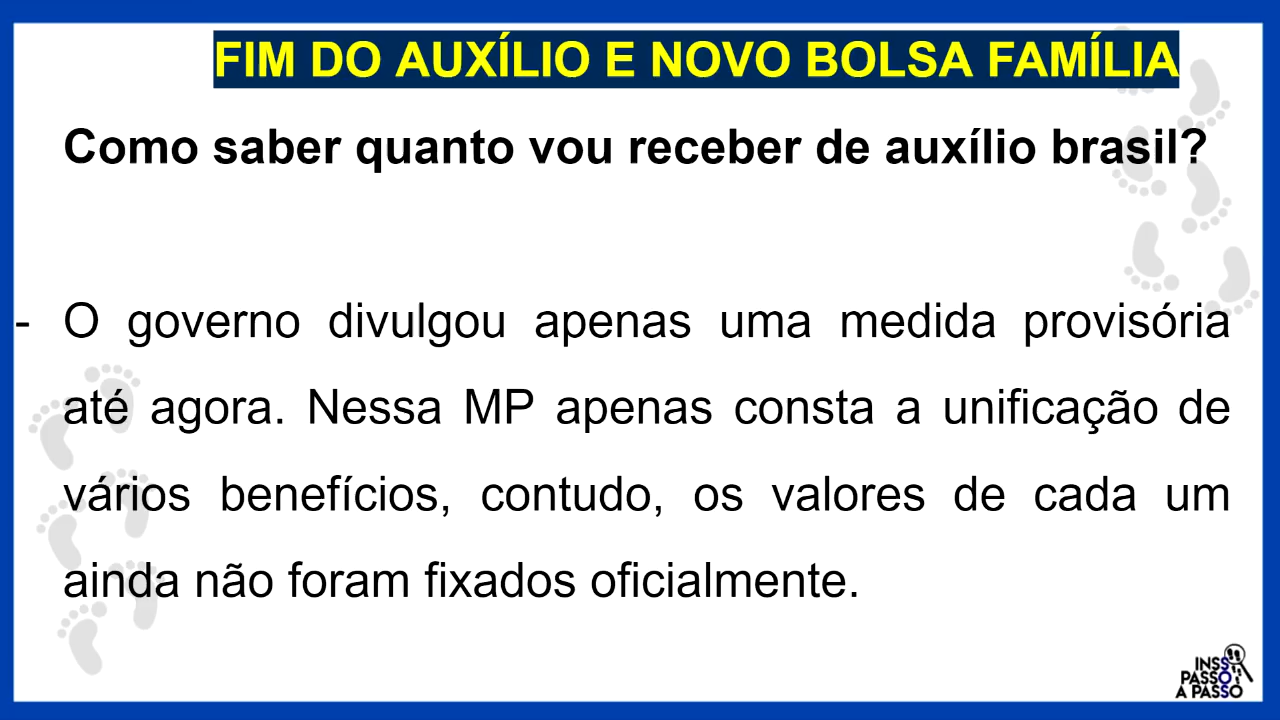 FIM DO AUXÍLIO E NOVO BOLSA FAMÍLIA
Como saber quanto vou receber de auxílio brasil?
- O governo divulgou apenas uma medida provisória
até agora. Nessa MP apenas consta a unificação de
vários benefícios, contudo, os valores de cada um
ainda não foram fixados oficialmente.
INSS
PASSO
A PASSO